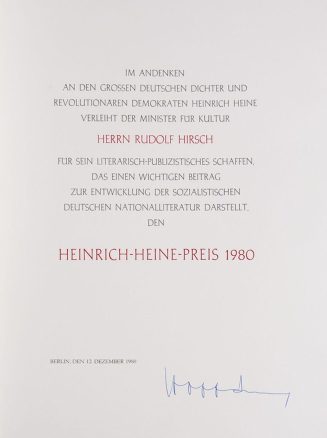 IM ANDENKEN
AN DEN GROSSEN DEUTSCHEN DICHTER UND
REVOLUTIONÄREN DEMOKRATEN HEINRICH HEINE
VERLEIHT DER MINISTER FÜR KULTUR
HERRN RUDOLF HIRSCH
FÜR SEIN LITERARISCH-PUBLIZISTISCHES SCHAFFEN,
DAS EINEN WICHTIGEN BEITRAG
ZUR ENTWICKLUNG DER SOZIALISTISCHEN
DEUTSCHEN NATIONALLITERATUR DARSTELLT,
DEN
HEINRICH-HEINE-PREIS 1980
BERLIN, DEN 12. DEZEMBER 1980